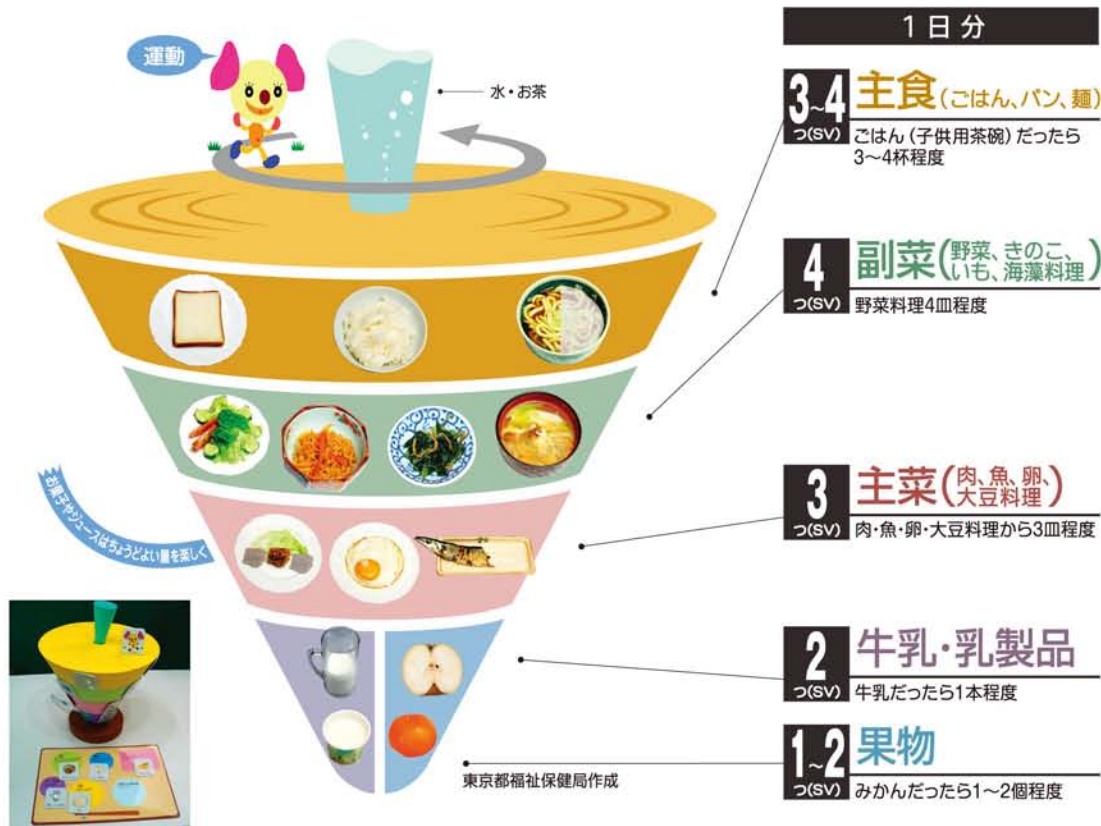 運動
水・お茶
お菓子やジュースはちょうどよい量を楽しく
東京都福祉保健局作成
1日分
3~4
つ(SV)
主食(ごはん、パン、麺)
ごはん(子供用茶碗)だったら
3〜4杯程度
4
つ(SV)
副菜(野菜、きのこ、
いも、海藻料理)
野菜料理4皿程度
3
つ(SV)
主菜(肉、魚、卵、
大豆料理)
肉・魚・卵・大豆料理から3皿程度
2
つ(SV)
牛乳・乳製品
牛乳だったら1本程度
1~2
つ(SV)
果物
みかんだったら1〜2個程度